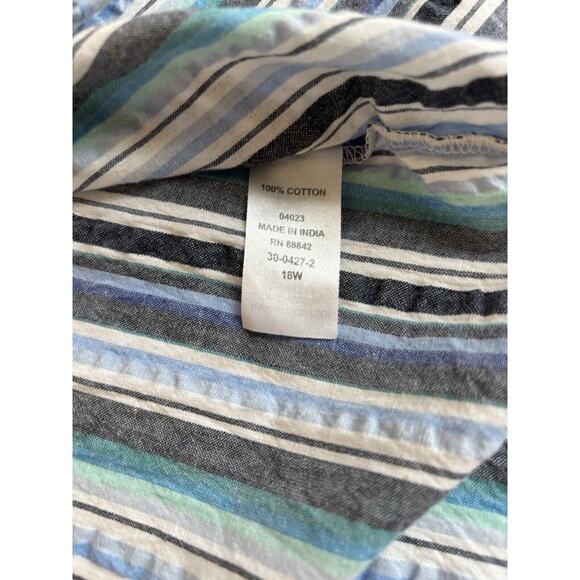 100% COTTON
04023
MADE IN INDIA
RN 88842
30-0427-2
18W